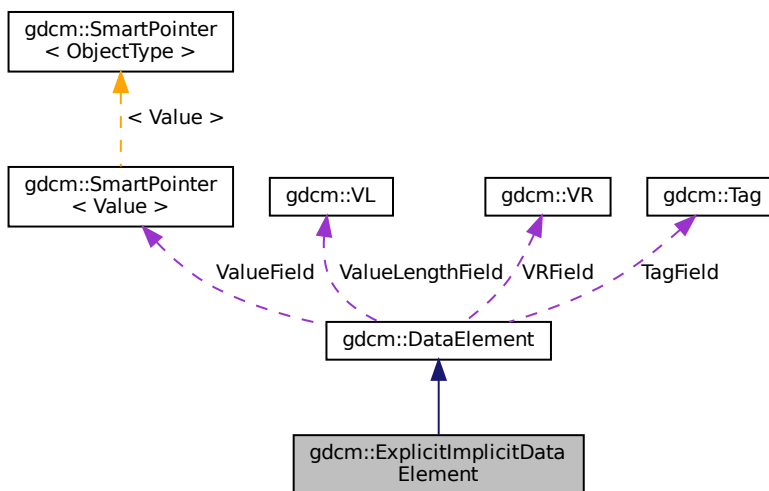 gdcm::SmartPointer
< ObjectType >
< Value >
gdcm::SmartPointer
< Value >
gdcm::VL
gdcm::VR
gdcm::Tag
ValueField
ValueLengthField
VRField
TagField
gdcm::DataElement
gdcm::ExplicitImplicitData
Element